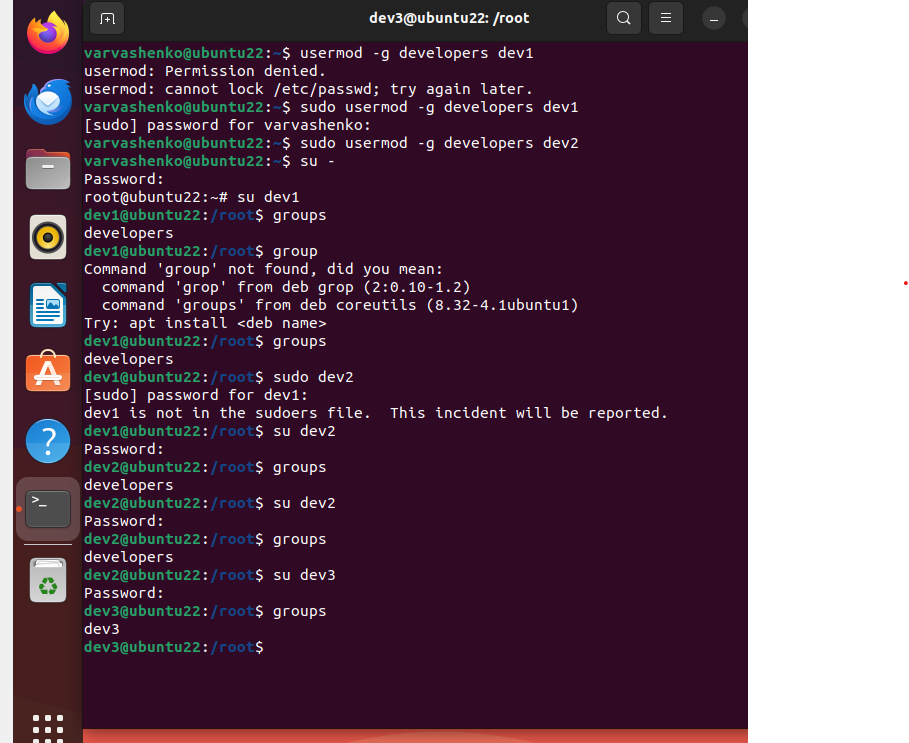 dev3@ubuntu22: /root
varvashenko@ubuntu22:~$ usermod -g developers dev1
usermod: Permission denied.
usermod: cannot lock /etc/passwd; try again later.
varvashenko@ubuntu22:~$ sudo usermod -g developers dev1
[sudo] password for varvashenko:
varvashenko@ubuntu22:~$ sudo usermod -g developers dev2
varvashenko@ubuntu22:~$ su -
Password:
root@ubuntu22:~# su dev1
dev1@ubuntu22:/root$ groups
developers
dev1@ubuntu22:/root$ group
Command 'group' not found, did you mean:
  command 'grop' from deb grop (2:0.10-1.2)
  command 'groups' from deb coreutils (8.32-4.1ubuntu1)
Try: apt install <deb name>
dev1@ubuntu22:/root$ groups
developers
dev1@ubuntu22:/root$ sudo dev2
[sudo] password for dev1:
dev1 is not in the sudoers file.  This incident will be reported.
dev1@ubuntu22:/root$ su dev2
Password:
dev2@ubuntu22:/root$ groups
developers
dev2@ubuntu22:/root$ su dev2
Password:
dev2@ubuntu22:/root$ groups
developers
dev2@ubuntu22:/root$ su dev3
Password:
dev3@ubuntu22:/root$ groups
dev3
dev3@ubuntu22:/root$